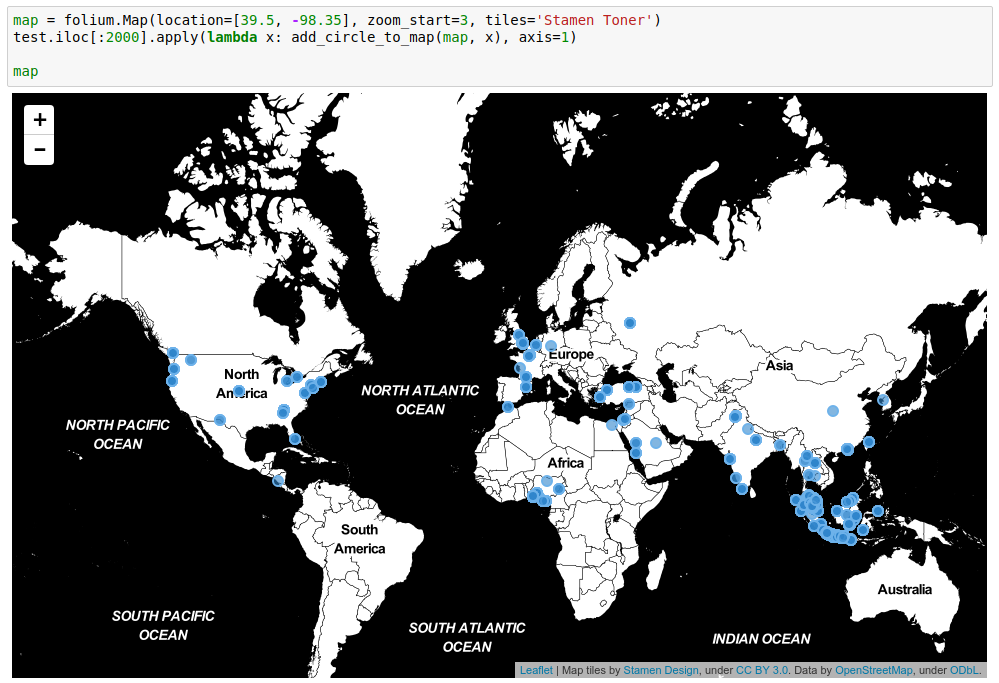 map = folium.Map(location=[39.5, -98.35], zoom_start=3, tiles='Stamen Toner')
test.iloc[:2000].apply(lambda x: add_circle_to_map(map, x), axis=1)
map
+
−
Europe
Asia
North
America
NORTH ATLANTIC
OCEAN
NORTH PACIFIC
OCEAN
Africa
South
America
Australia
SOUTH PACIFIC
OCEAN
SOUTH ATLANTIC
OCEAN
INDIAN OCEAN
Leaflet | Map tiles by Stamen Design, under CC BY 3.0. Data by OpenStreetMap, under ODbL.